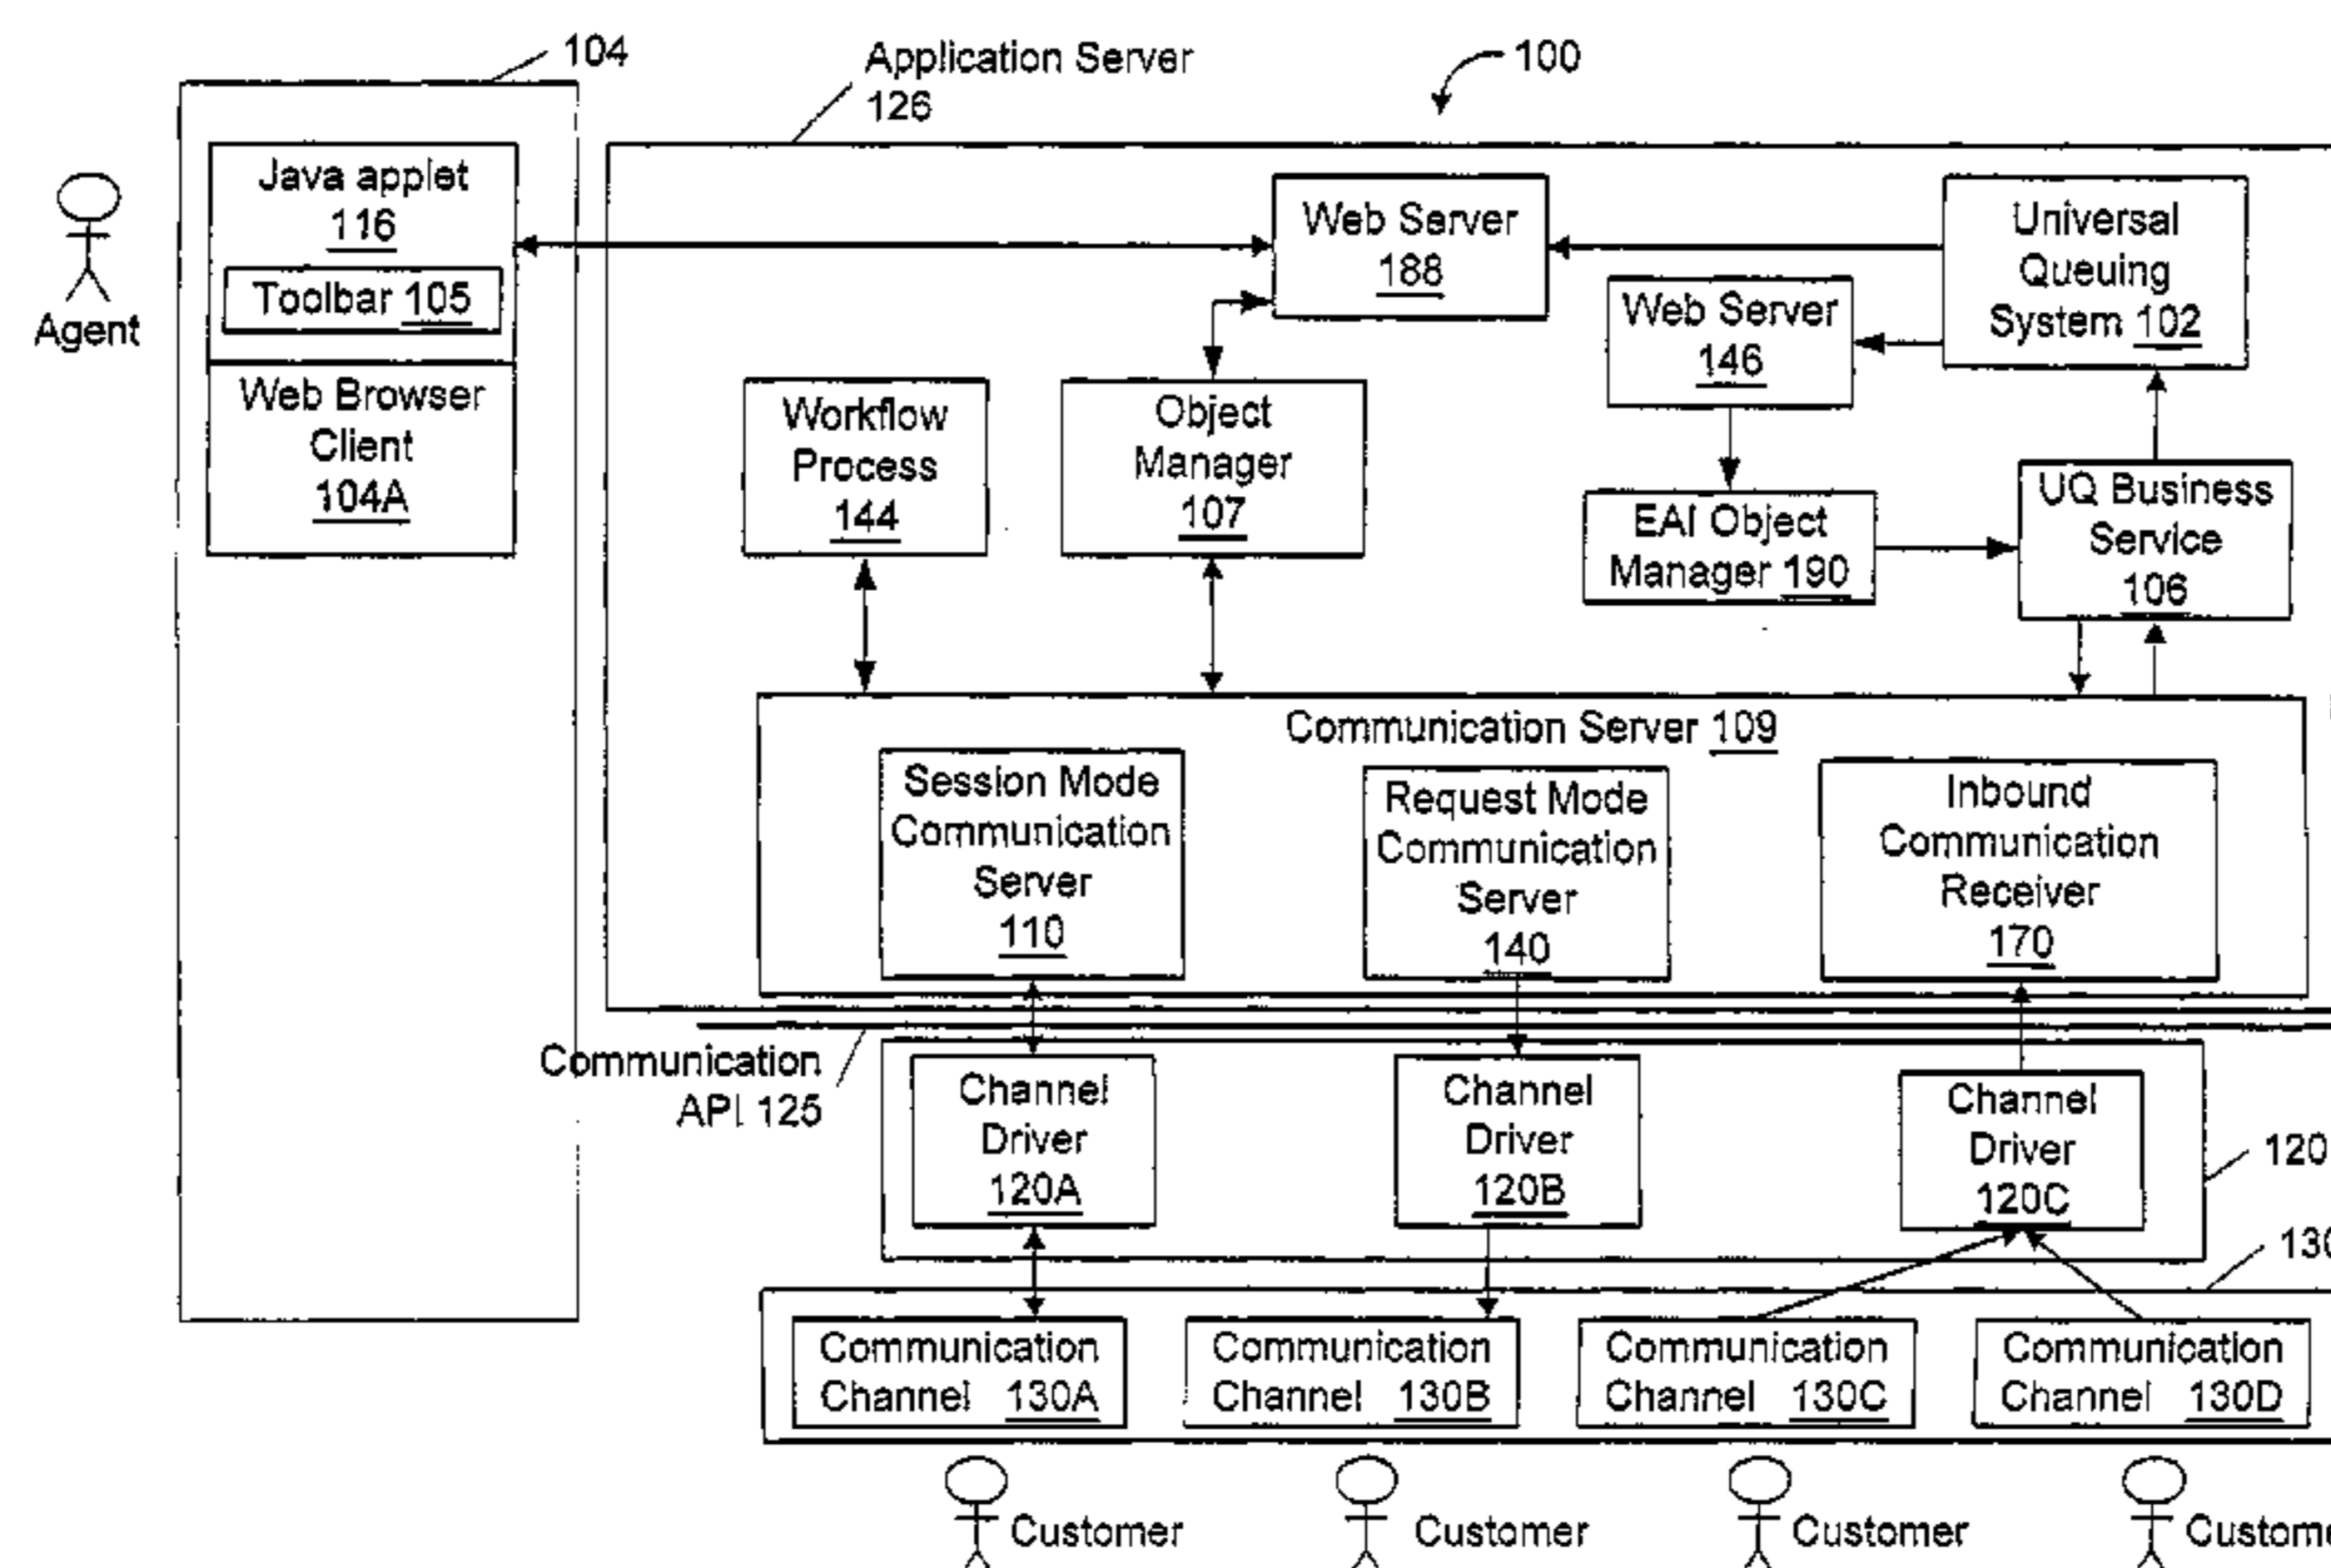 104
Application Server
126
100
Java applet
116
Toolbar 105
Web Browser
Client
104A
Agent
Web Server
188
Universal
Queuing
System 102
Web Server
146
Workflow
Process
144
Object
Manager
107
EAI Object
Manager 190
UQ Business
Service
106
Communication Server 109
Session Mode
Communication
Server
110
Request Mode
Communication
Server
140
Inbound
Communication
Receiver
170
Communication
API 125
Channel
Driver
120A
Channel
Driver
120B
Channel
Driver
120C
120
130
Communication
Channel 130A
Communication
Channel 130B
Communication
Channel 130C
Communication
Channel 130D
Customer
Customer
Customer
Custome